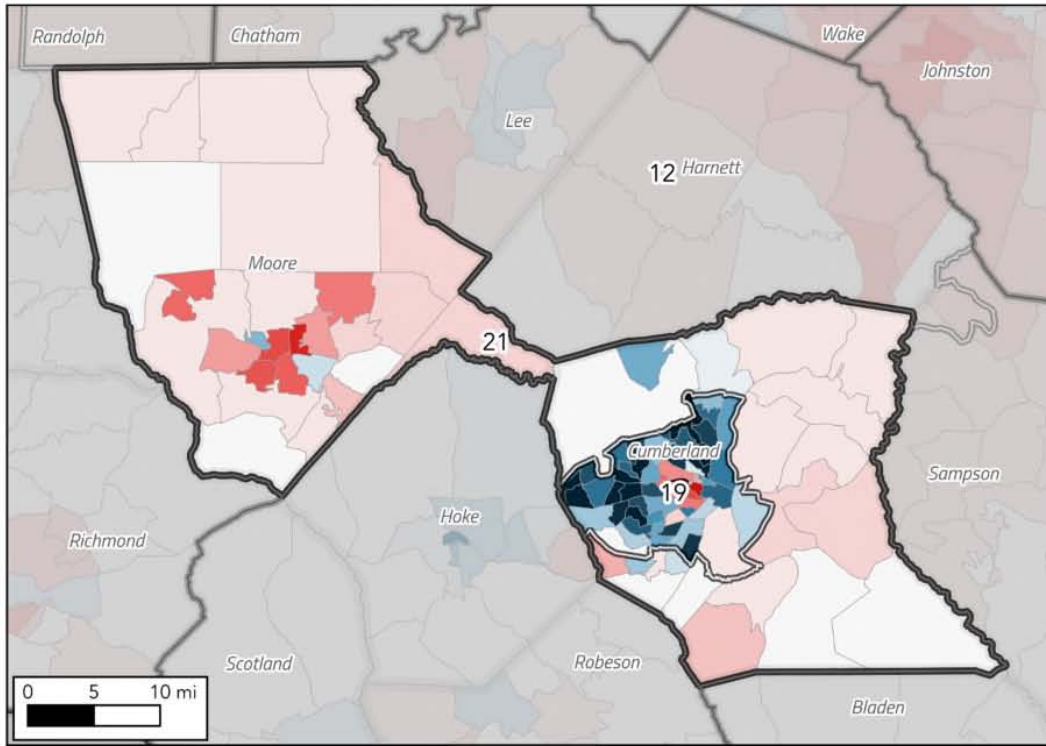 Randolph
Chatham
Wake
Johnston
Lee
12
Harnett
Moore
21
Cumberland
19
Sampson
Hoke
Richmond
Scotland
Robeson
Bladen
0 5 10 mi